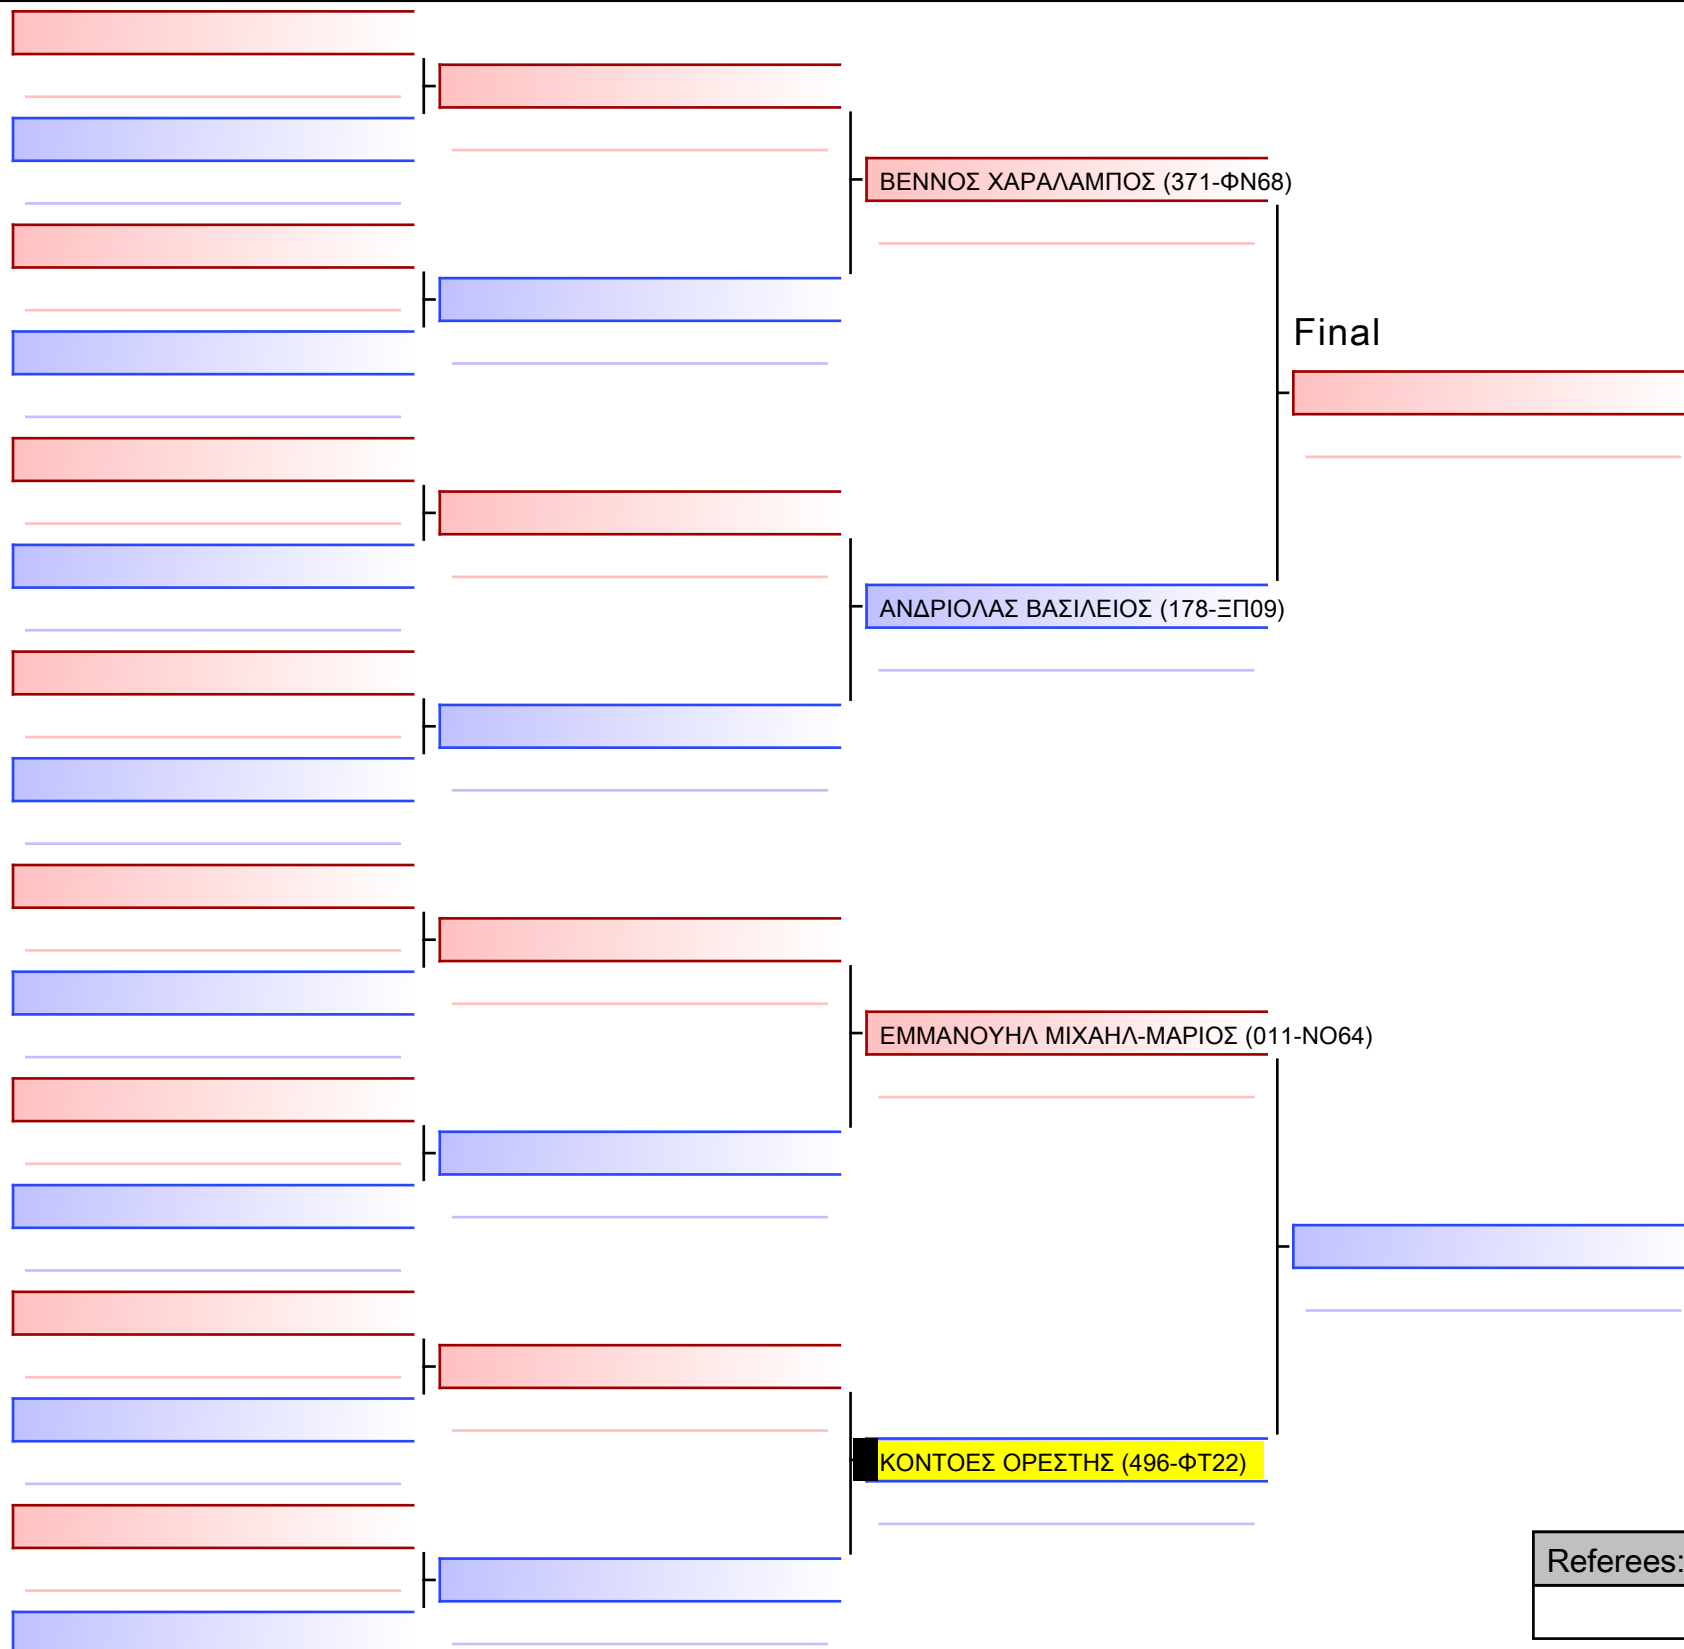 ΒΕΝΝΟΣ ΧΑΡΑΛΑΜΠΟΣ (371-ΦΝ68)
Final
ΑΝΔΡΙΟΛΑΣ ΒΑΣΙΛΕΙΟΣ (178-ΞΠ09)
ΕΜΜΑΝΟΥΗΛ ΜΙΧΑΗΛ-ΜΑΡΙΟΣ (011-ΝΟ64)
ΚΟΝΤΟΕΣ ΟΡΕΣΤΗΣ (496-ΦΤ22)
Referees: